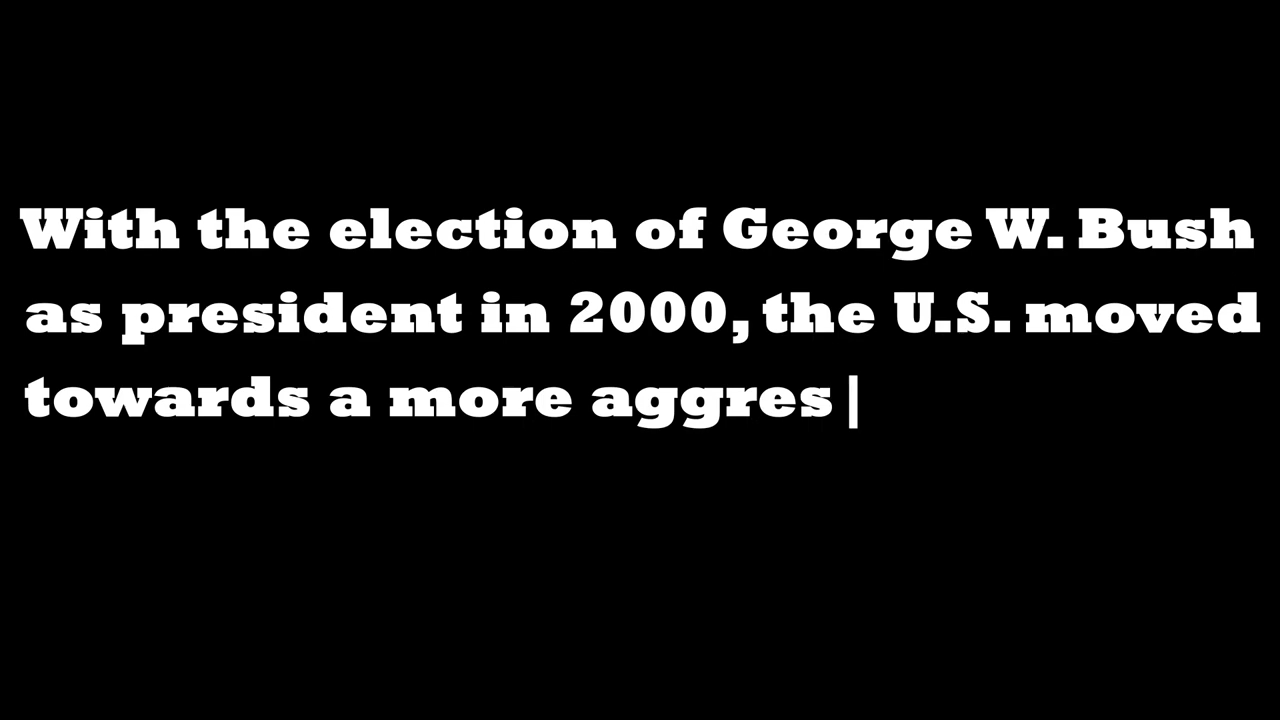 With the election of George W. Bush
as president in 2000, the U.S. moved
towards a more aggres|